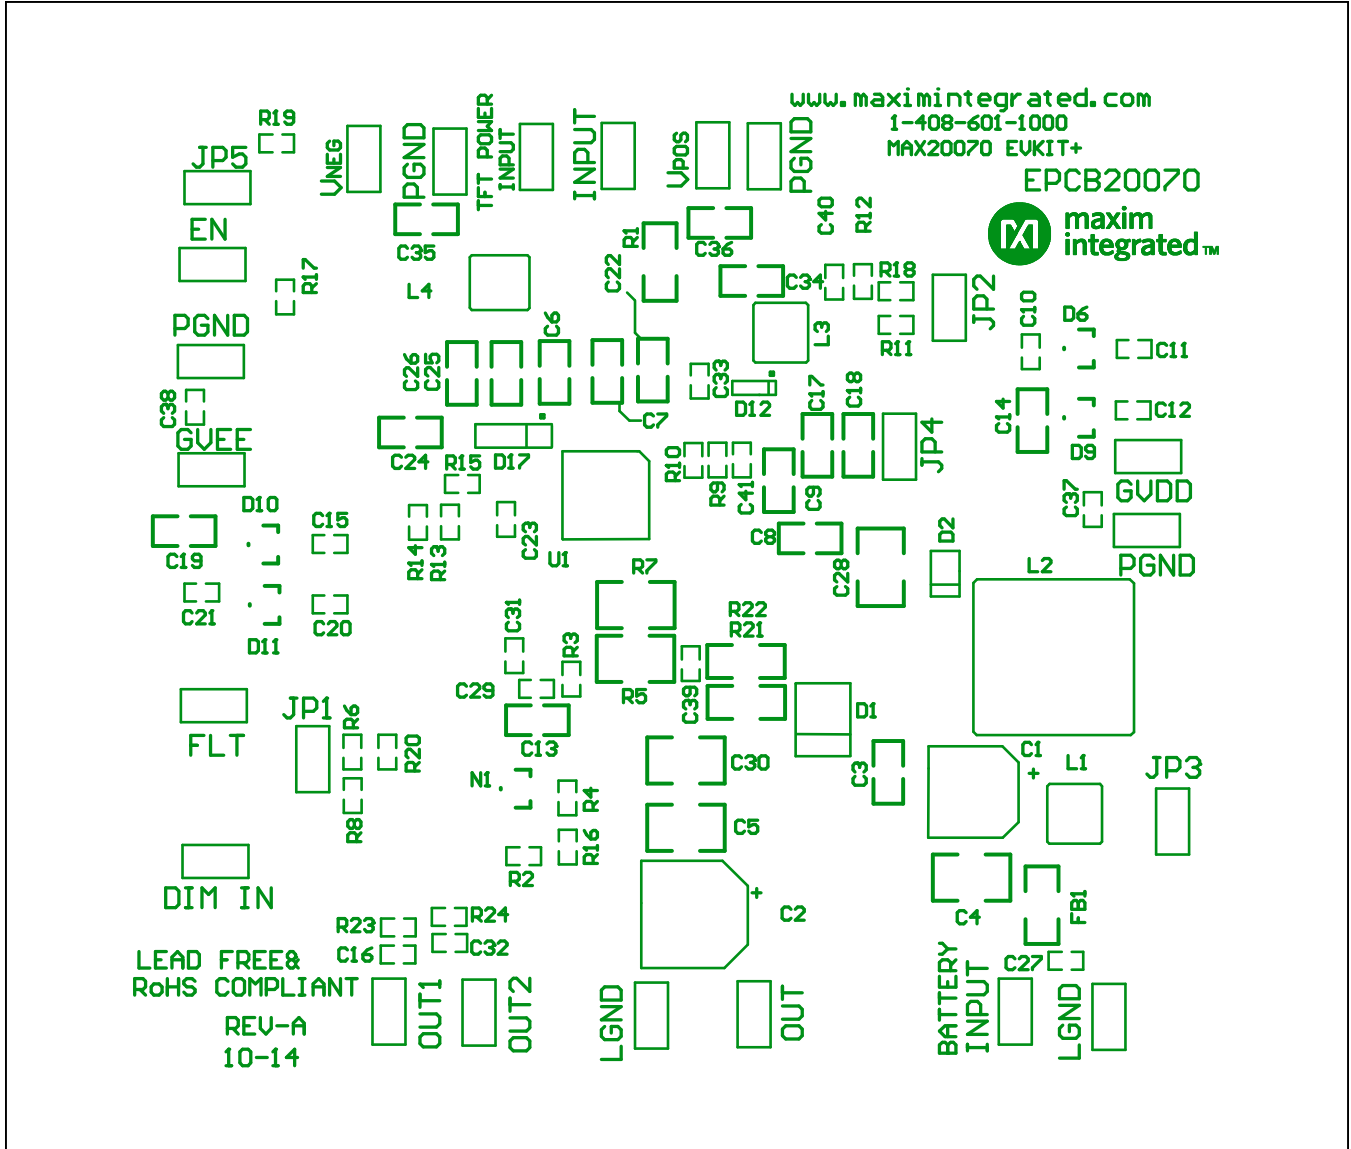 www.maximintegrated.com
1-408-601-1000
MAX20070 EVKIT+
EPCB20070
maxim
integrated™
R19
JP5
VNEG
PGND
TFT POWER
INPUT
INPUT
VPOS
PGND
EN
C35
R1
C36
C40
R12
R17
L4
C22
C34
R18
JP2
C10
D6
PGND
C6
L3
R11
C11
C26
C25
C33
C17
C18
D12
C38
C7
C14
C12
GVEE
C24
R15
D17
R10
R9
C41
C9
JP4
D9
GVDD
C37
D10
C15
C19
R14
R13
C23
U1
C8
C28
D2
L2
PGND
R7
C21
C20
D11
C31
R3
R22
R21
C29
R5
C39
JP1
R6
FLT
R20
C13
D1
C30
C3
C1
+
L1
JP3
N1
R4
R8
C5
R16
R2
DIM IN
+
C2
C4
FB1
R23
R24
C16
C32
C27
LEAD FREE&
RoHS COMPLIANT
REV-A
10-14
OUT1
OUT2
LGND
OUT
BATTERY
INPUT
LGND